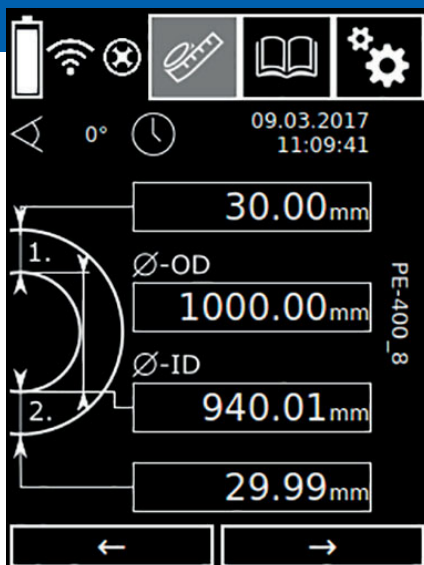 0°
09.03.2017
11:09:41
30.00mm
1.
Ø-OD
1000.00mm
PE-400_8
Ø-ID
940.01mm
2.
29.99mm
← →